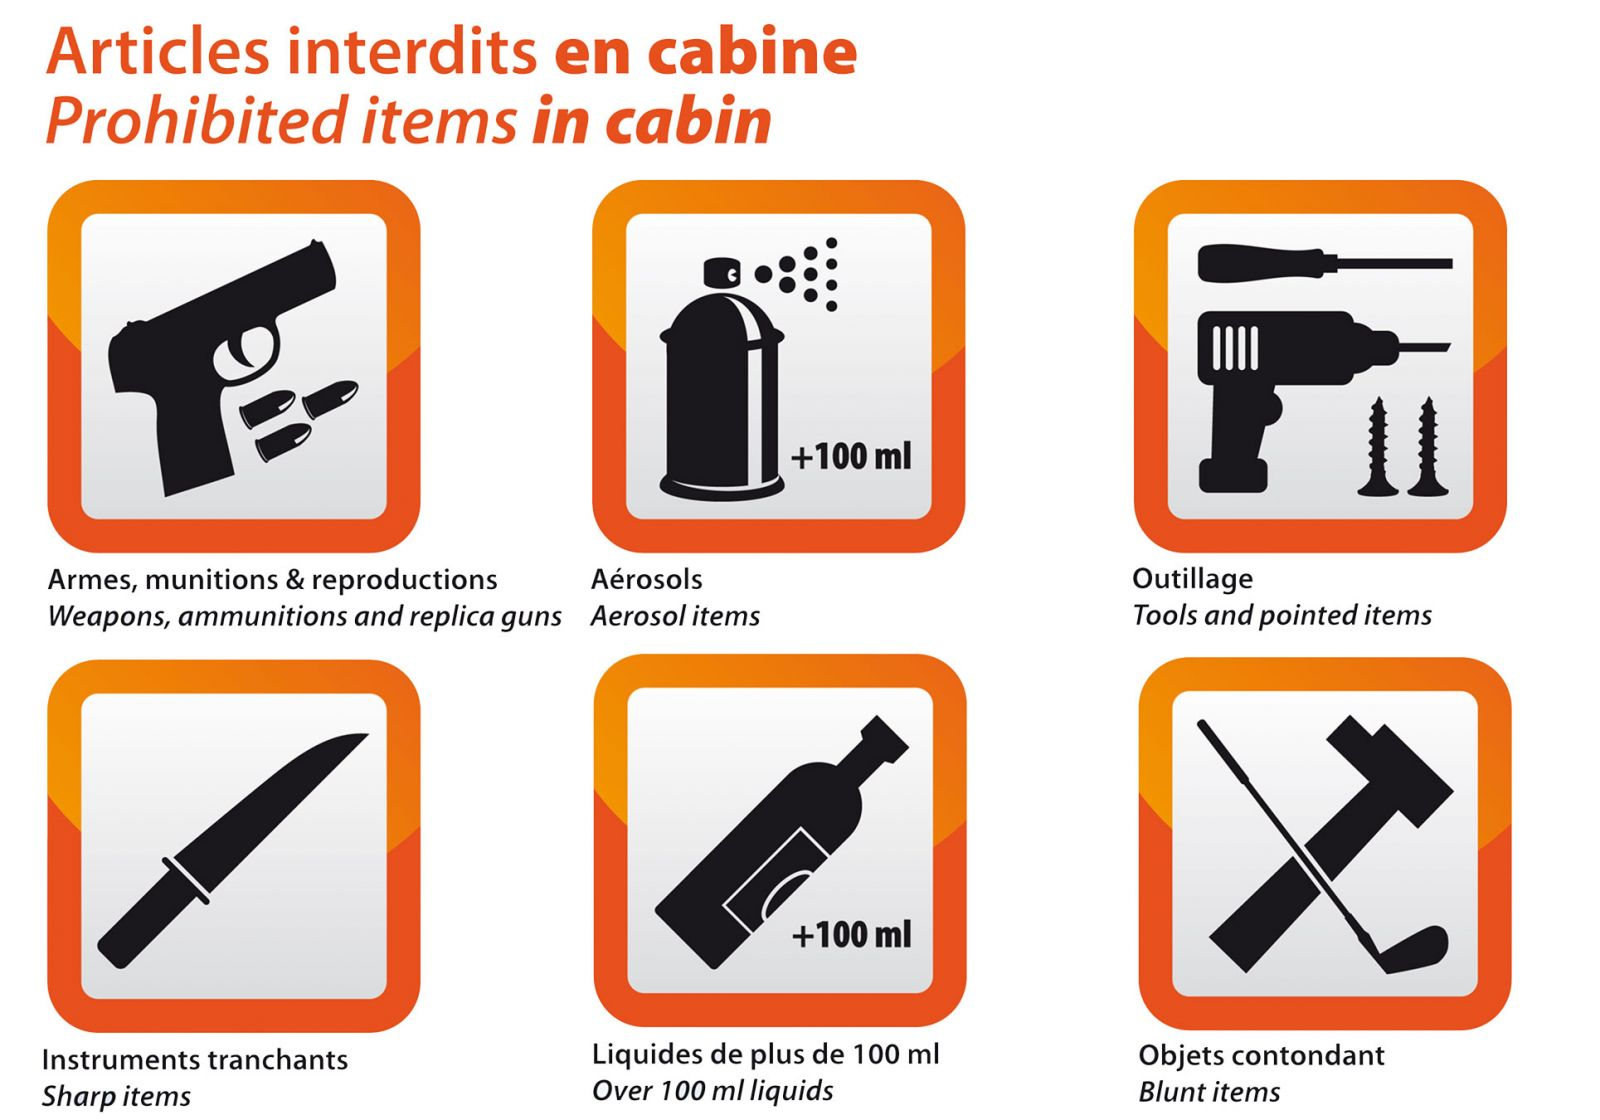 Articles interdits en cabine
Prohibited items in cabin
+100 ml
Armes, munitions & reproductions
Weapons, ammunitions and replica guns
Aérosols
Aerosol items
Outillage
Tools and pointed items
+100 ml
Instruments tranchants
Sharp items
Liquides de plus de 100 ml
Over 100 ml liquids
Objets contondant
Blunt items